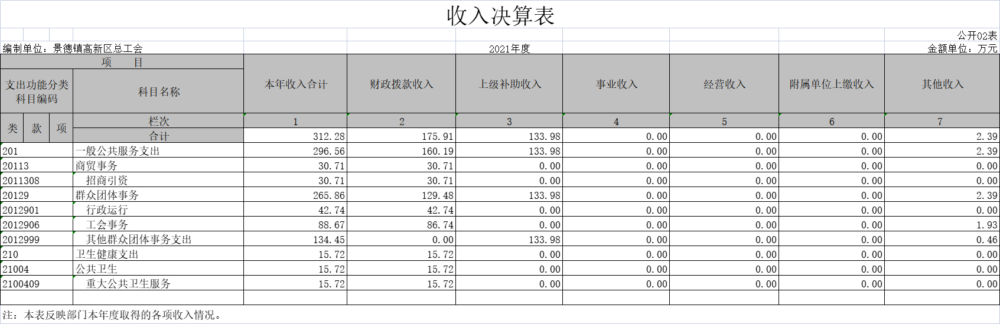 收入决算表
公开02表
编制单位：景德镇高新区总工会 2021年度 金额单位：万元
项 目
支出功能分类科目编码 科目名称 本年收入合计 财政拨款收入 上级补助收入 事业收入 经营收入 附属单位上缴收入 其他收入
类 款 项 栏次 1 2 3 4 5 6 7
合计 312.28 175.91 133.98 0.00 0.00 0.00 2.39
201 一般公共服务支出 296.56 160.19 133.98 0.00 0.00 0.00 2.39
20113 商贸事务 30.71 30.71 0.00 0.00 0.00 0.00 0.00
2011308 招商引资 30.71 30.71 0.00 0.00 0.00 0.00 0.00
20129 群众团体事务 265.86 129.48 133.98 0.00 0.00 0.00 2.39
2012901 行政运行 42.74 42.74 0.00 0.00 0.00 0.00 0.00
2012906 工会事务 88.67 86.74 0.00 0.00 0.00 0.00 1.93
2012999 其他群众团体事务支出 134.45 0.00 133.98 0.00 0.00 0.00 0.46
210 卫生健康支出 15.72 15.72 0.00 0.00 0.00 0.00 0.00
21004 公共卫生 15.72 15.72 0.00 0.00 0.00 0.00 0.00
2100409 重大公共卫生服务 15.72 15.72 0.00 0.00 0.00 0.00 0.00
注：本表反映部门本年度取得的各项收入情况。